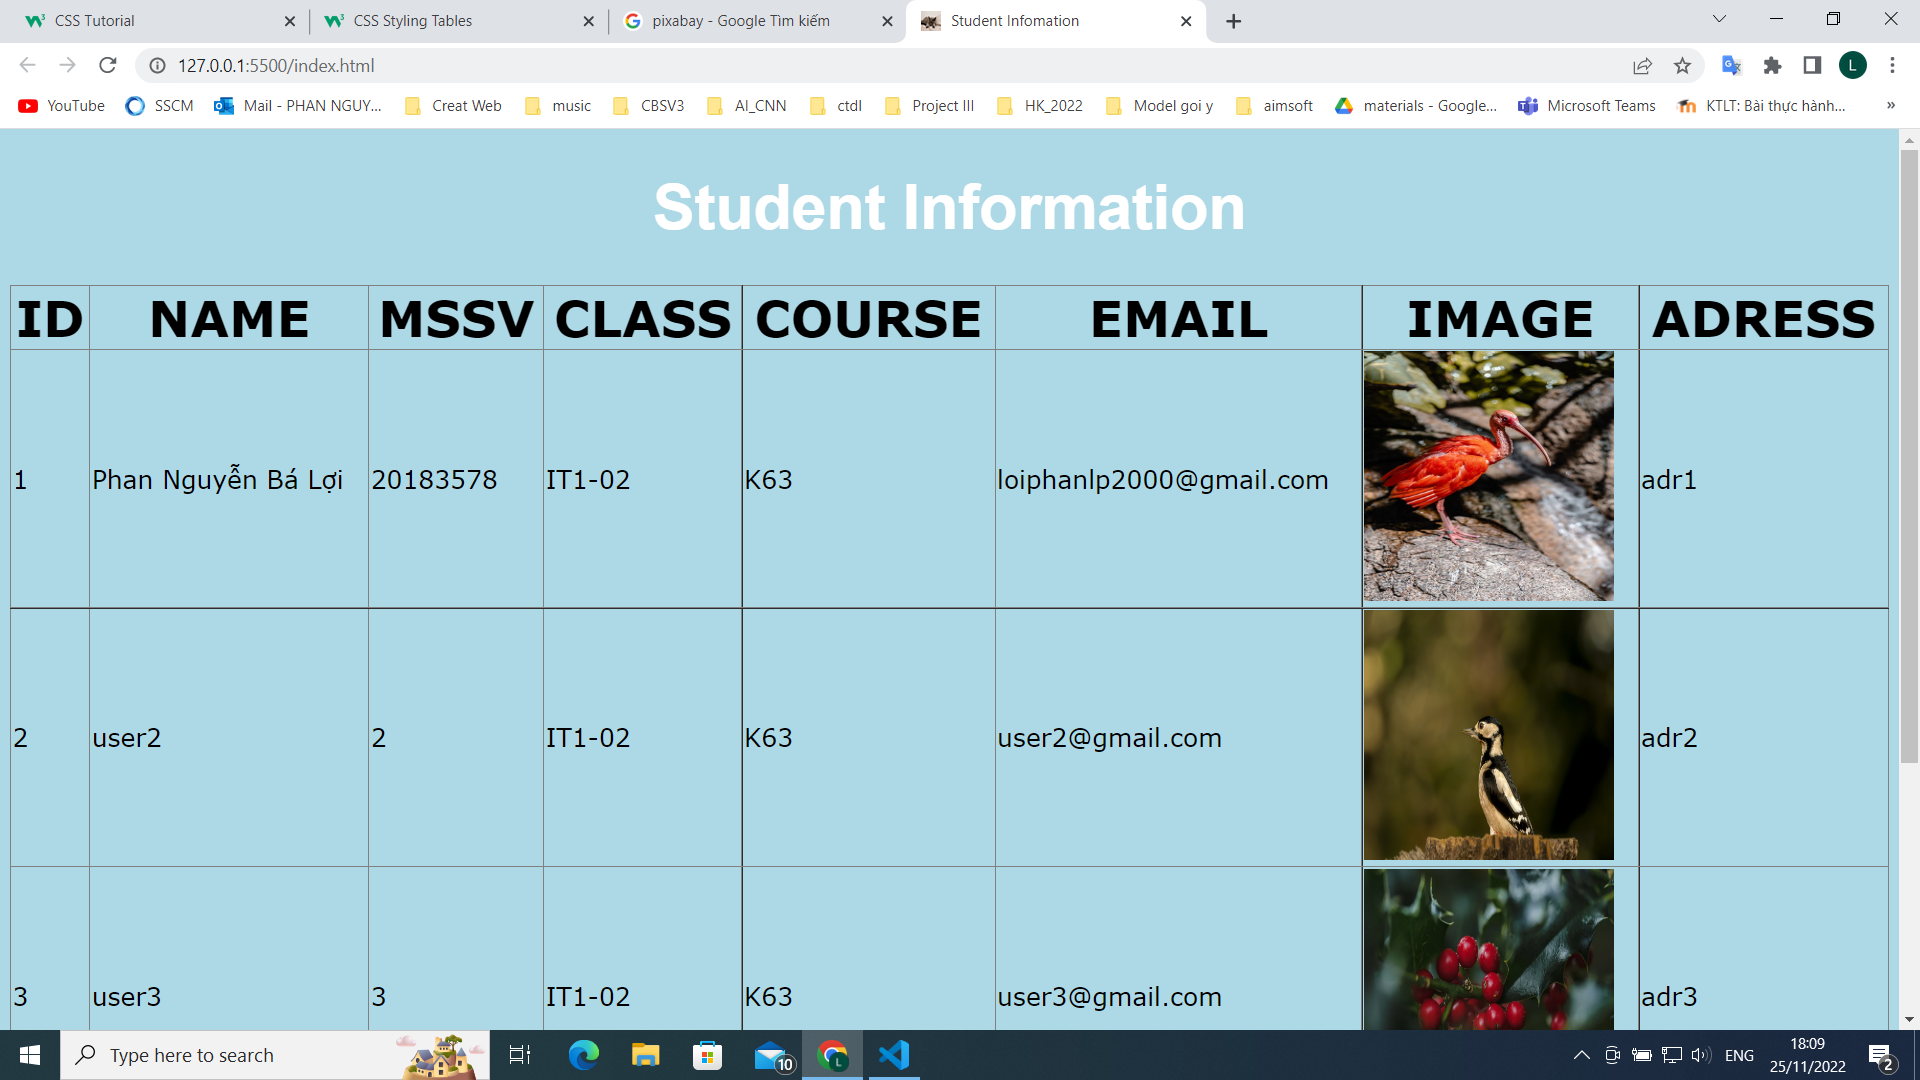 CSS Tutorial
CSS Styling Tables
pixabay - Google Tìm kiếm
Student Infomation
127.0.0.1:5500/index.html
L
YouTube
SSCM
Mail - PHAN NGUY...
Creat Web
music
CBSV3
AI_CNN
ctdl
Project III
HK_2022
Model goi y
aimsoft
materials - Google...
Microsoft Teams
KTLT: Bài thực hành...
»
Student Information
ID NAME MSSV CLASS COURSE EMAIL IMAGE ADRESS
1 Phan Nguyễn Bá Lợi 20183578 IT1-02 K63 loiphanlp2000@gmail.com adr1
2 user2 2 IT1-02 K63 user2@gmail.com adr2
3 user3 3 IT1-02 K63 user3@gmail.com adr3
Type here to search
10
L
ENG
18:09
25/11/2022
2